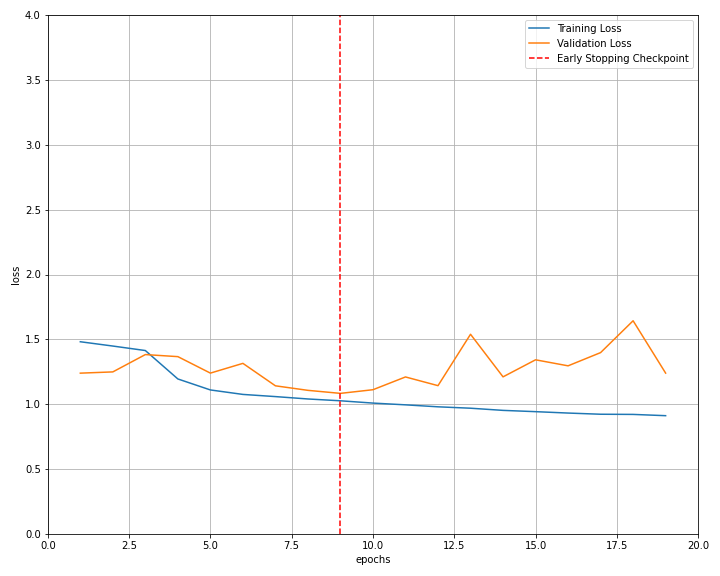 4.0
3.5
3.0
2.5
2.0
1.5
1.0
0.5
0.0
loss
Training Loss
Validation Loss
Early Stopping Checkpoint
0.0 2.5 5.0 7.5 10.0 12.5 15.0 17.5 20.0
epochs